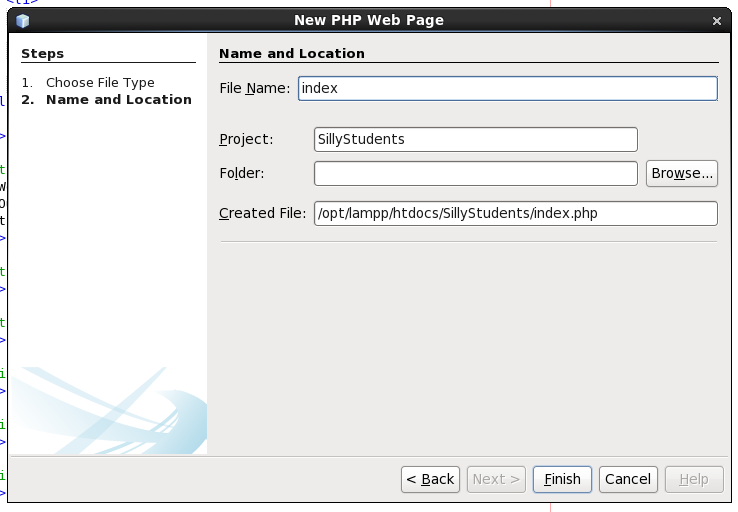 <li>
New PHP Web Page
Steps
1. Choose File Type
2. Name and Location
Name and Location
File Name: index
Project: SillyStudents
Folder:
Browse...
Created File: /opt/lampp/htdocs/SillyStudents/index.php
< Back
Next >
Finish
Cancel
Help